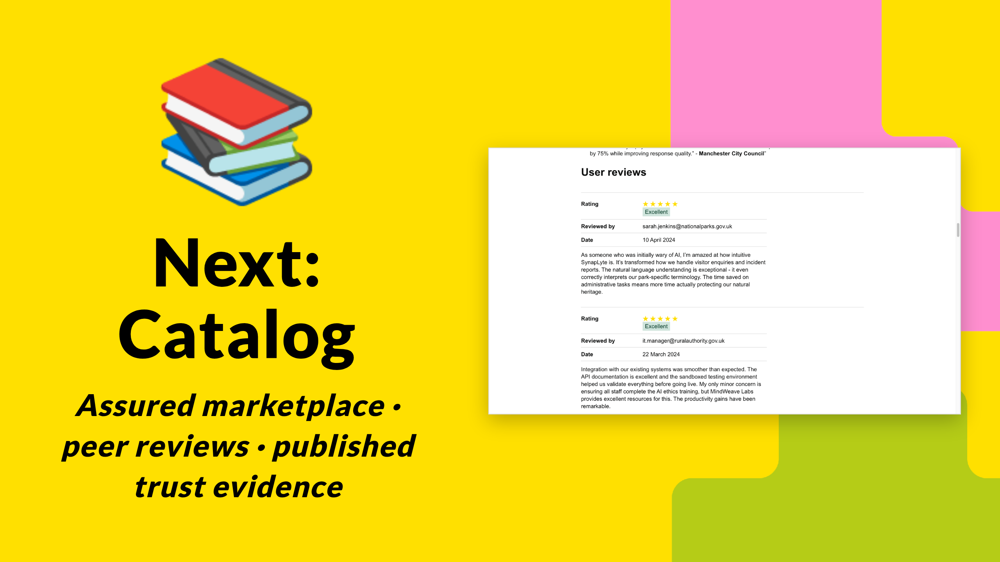 Next:
Catalog
Assured marketplace ·
peer reviews · published
trust evidence
by 75% while improving response quality.” - Manchester City Council”
User reviews
Rating ★★★★★
Excellent
Reviewed by sarah.jenkins@nationalparks.gov.uk
Date 10 April 2024
As someone who was initially wary of AI, I’m amazed at how intuitive
SynapLyte is. It’s transformed how we handle visitor enquiries and incident
reports. The natural language understanding is exceptional - it even
correctly interprets our park-specific terminology. The time saved on
administrative tasks means more time actually protecting our natural
heritage.
Rating ★★★★★
Excellent
Reviewed by it.manager@ruralauthority.gov.uk
Date 22 March 2024
Integration with our existing systems was smoother than expected. The
API documentation is excellent and the sandboxed testing environment
helped us validate everything before going live. My only minor concern is
ensuring all staff complete the AI ethics training, but MindWeave Labs
provides excellent resources for this. The productivity gains have been
remarkable.